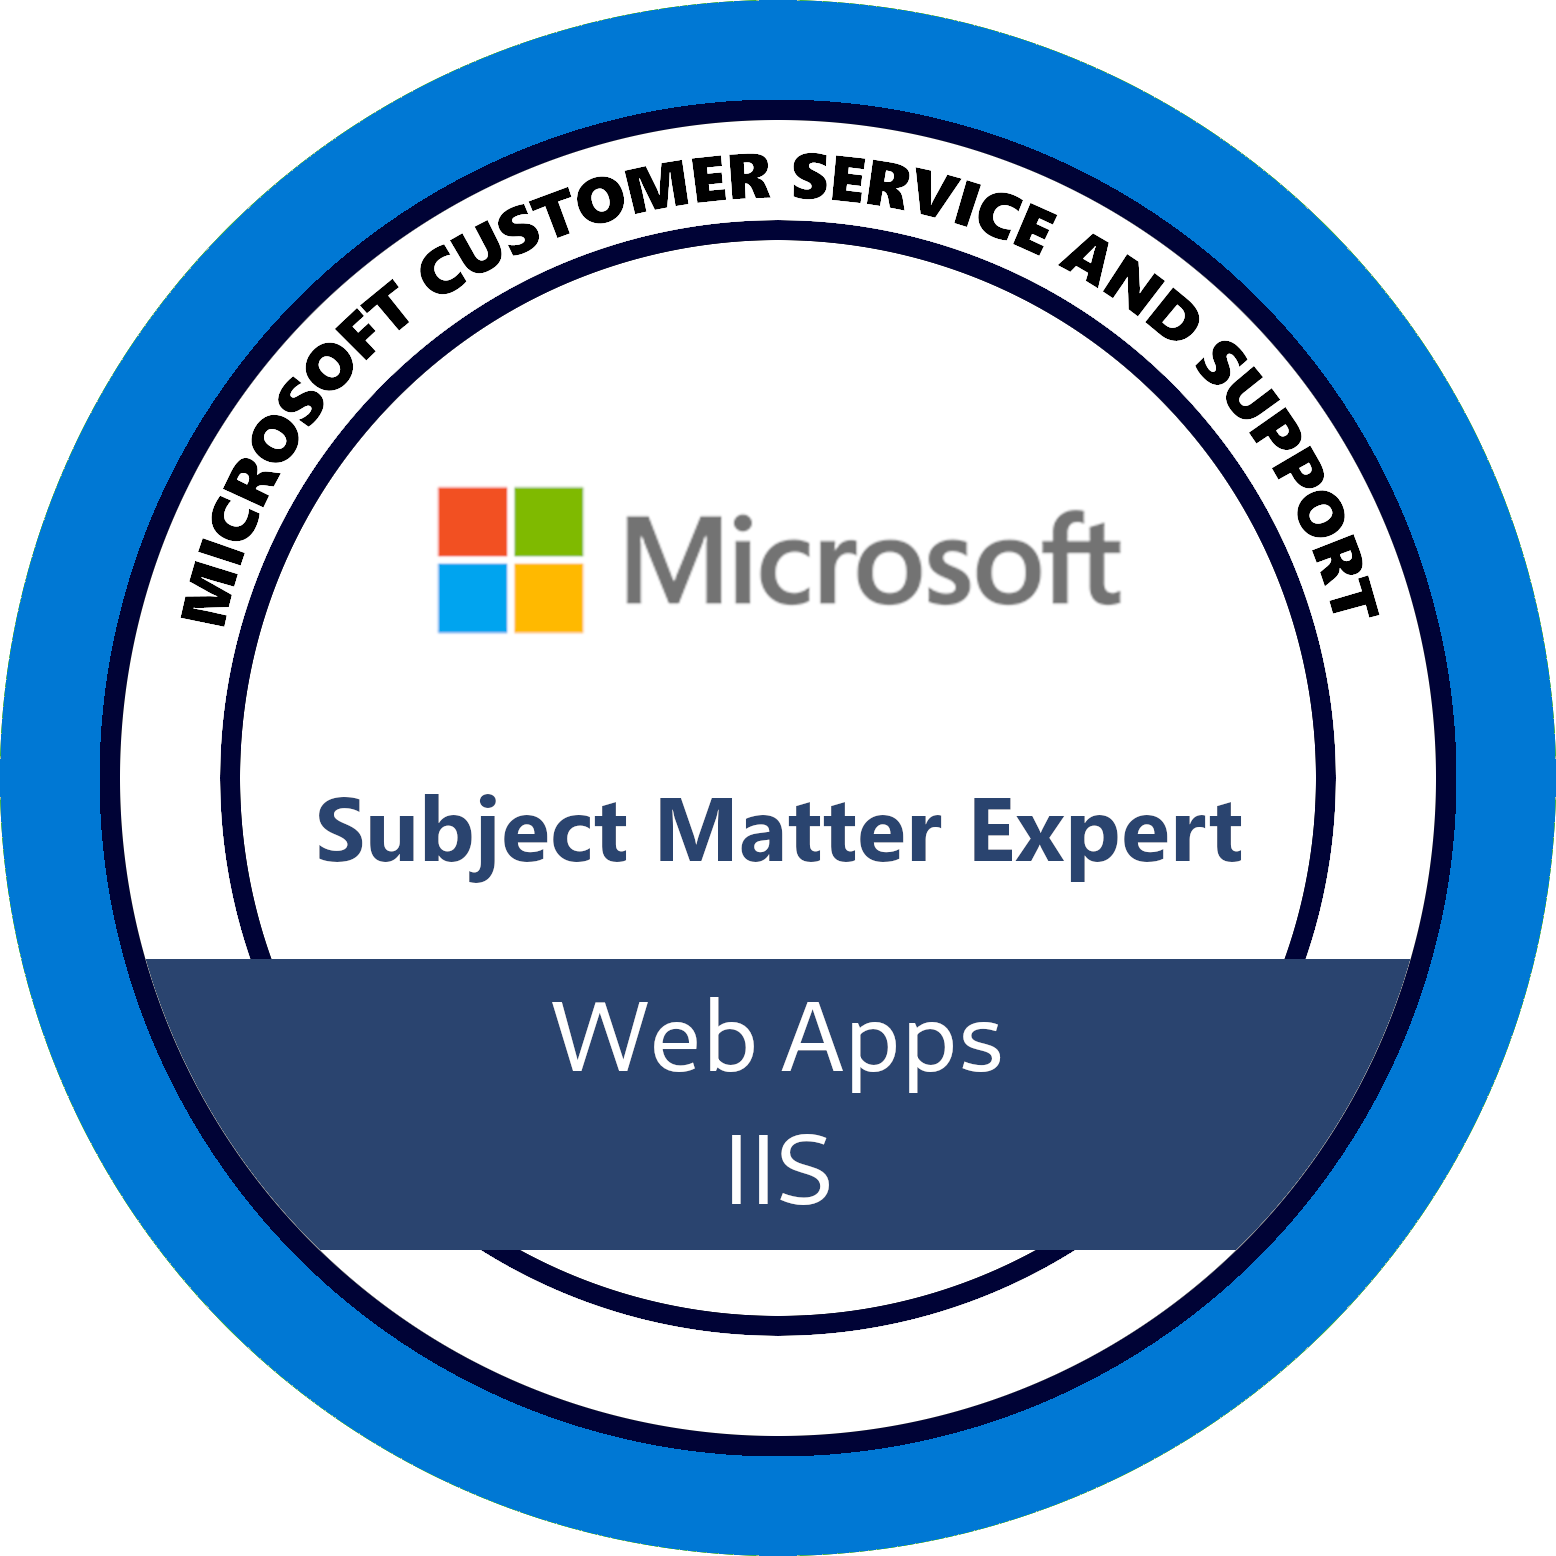 MICROSOFT CUSTOMER SERVICE AND SUPPORT
Microsoft
Subject Matter Expert
Web Apps
IIS